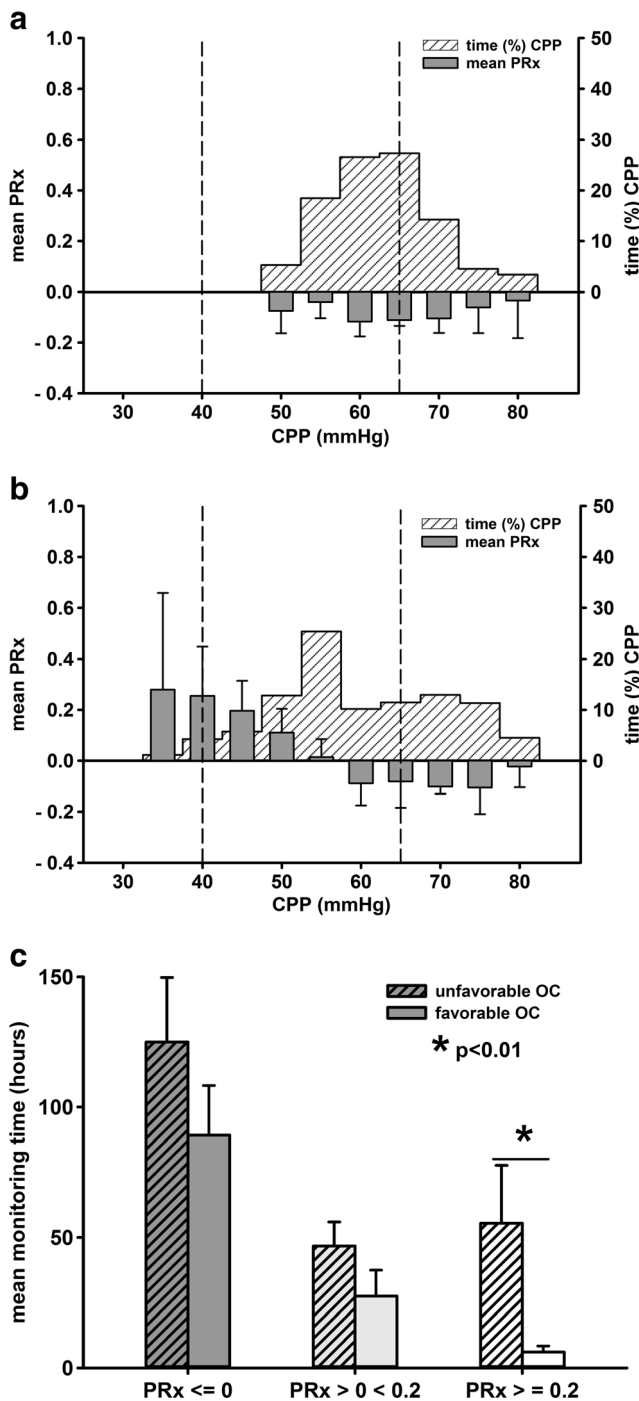 a
time (%) CPP
mean PRx
1.0
0.8
0.6
0.4
0.2
0.0
- 0.2
- 0.4
mean PRx
50
40
30
20
10
0
time (%) CPP
30 40 50 60 70 80
CPP (mmHg)
b
time (%) CPP
mean PRx
1.0
0.8
0.6
0.4
0.2
0.0
- 0.2
- 0.4
mean PRx
50
40
30
20
10
0
time (%) CPP
30 40 50 60 70 80
CPP (mmHg)
c
unfavorable OC
favorable OC
* p<0.01
*
150
100
50
0
mean monitoring time (hours)
PRx <= 0 PRx > 0 < 0.2 PRx > = 0.2